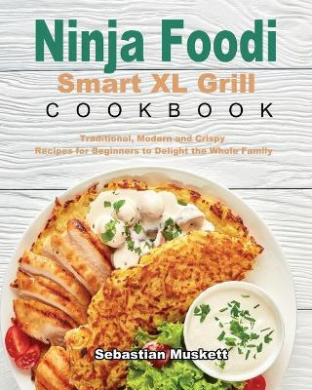 Ninja Foodi
Smart XL Grill
COOKBOOK
Traditional, Modern and Crispy
Recipes for Beginners to Delight the Whole Family
Sebastian Muskett